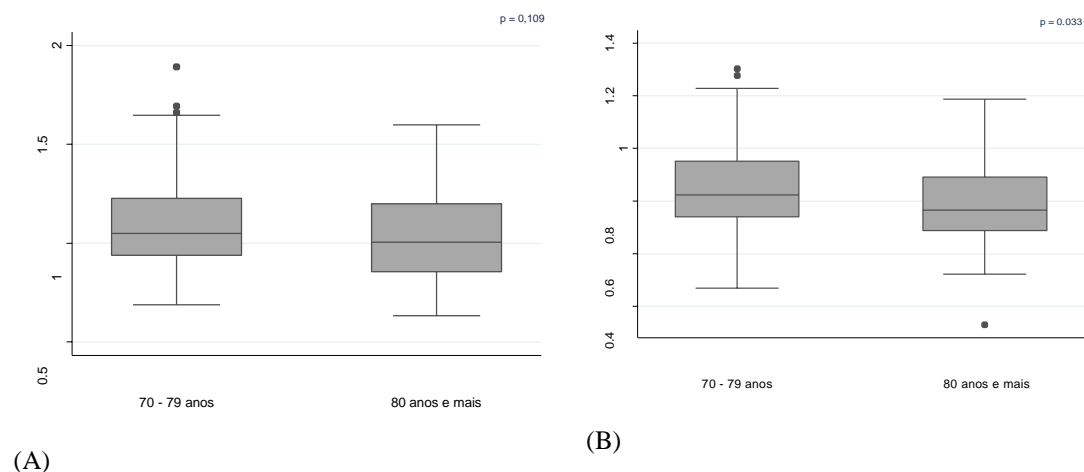 p = 0,109
2
1.5
1
0.5
70 - 79 anos
80 anos e mais
(A)
p = 0.033
1.4
1.2
1
0.8
0.6
0.4
70 - 79 anos
80 anos e mais
(B)